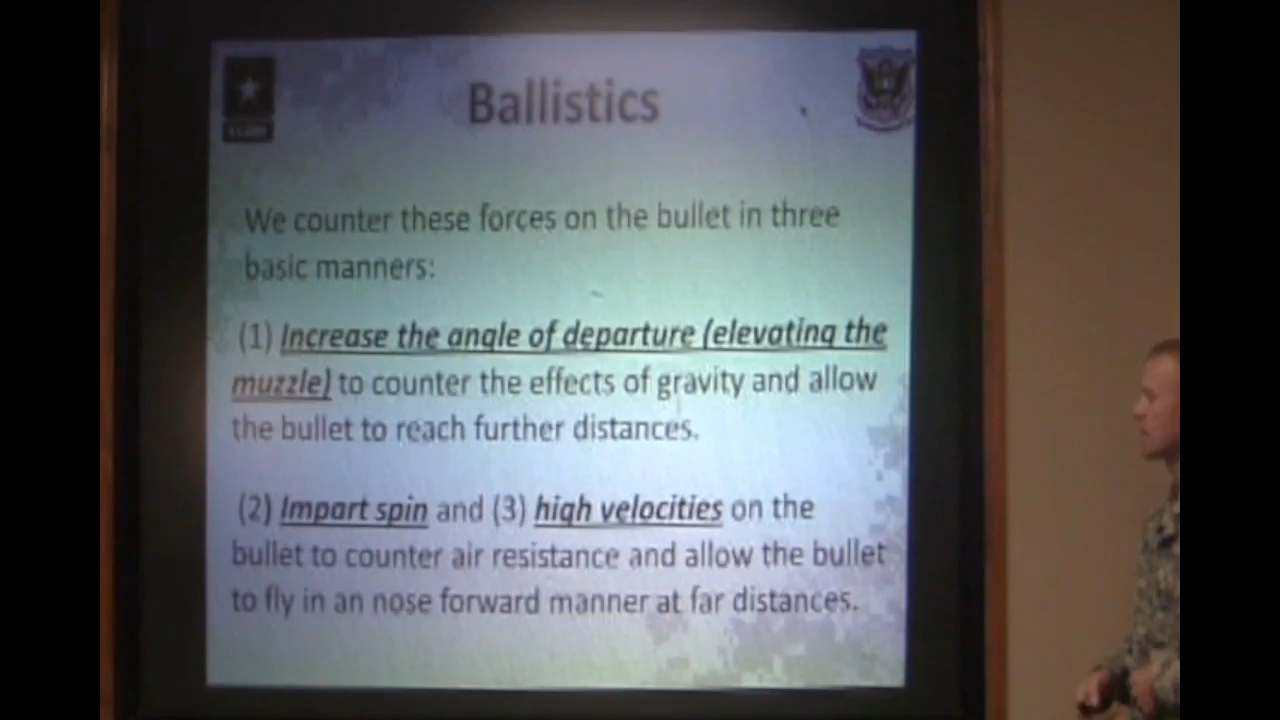 Ballistics
We counter these forces on the bullet in three
basic manners:
(1) Increase the angle of departure (elevating the
muzzle) to counter the effects of gravity and allow
the bullet to reach further distances.
(2) Impart spin and (3) high velocities on the
bullet to counter air resistance and allow the bullet
to fly in an nose forward manner at far distances.